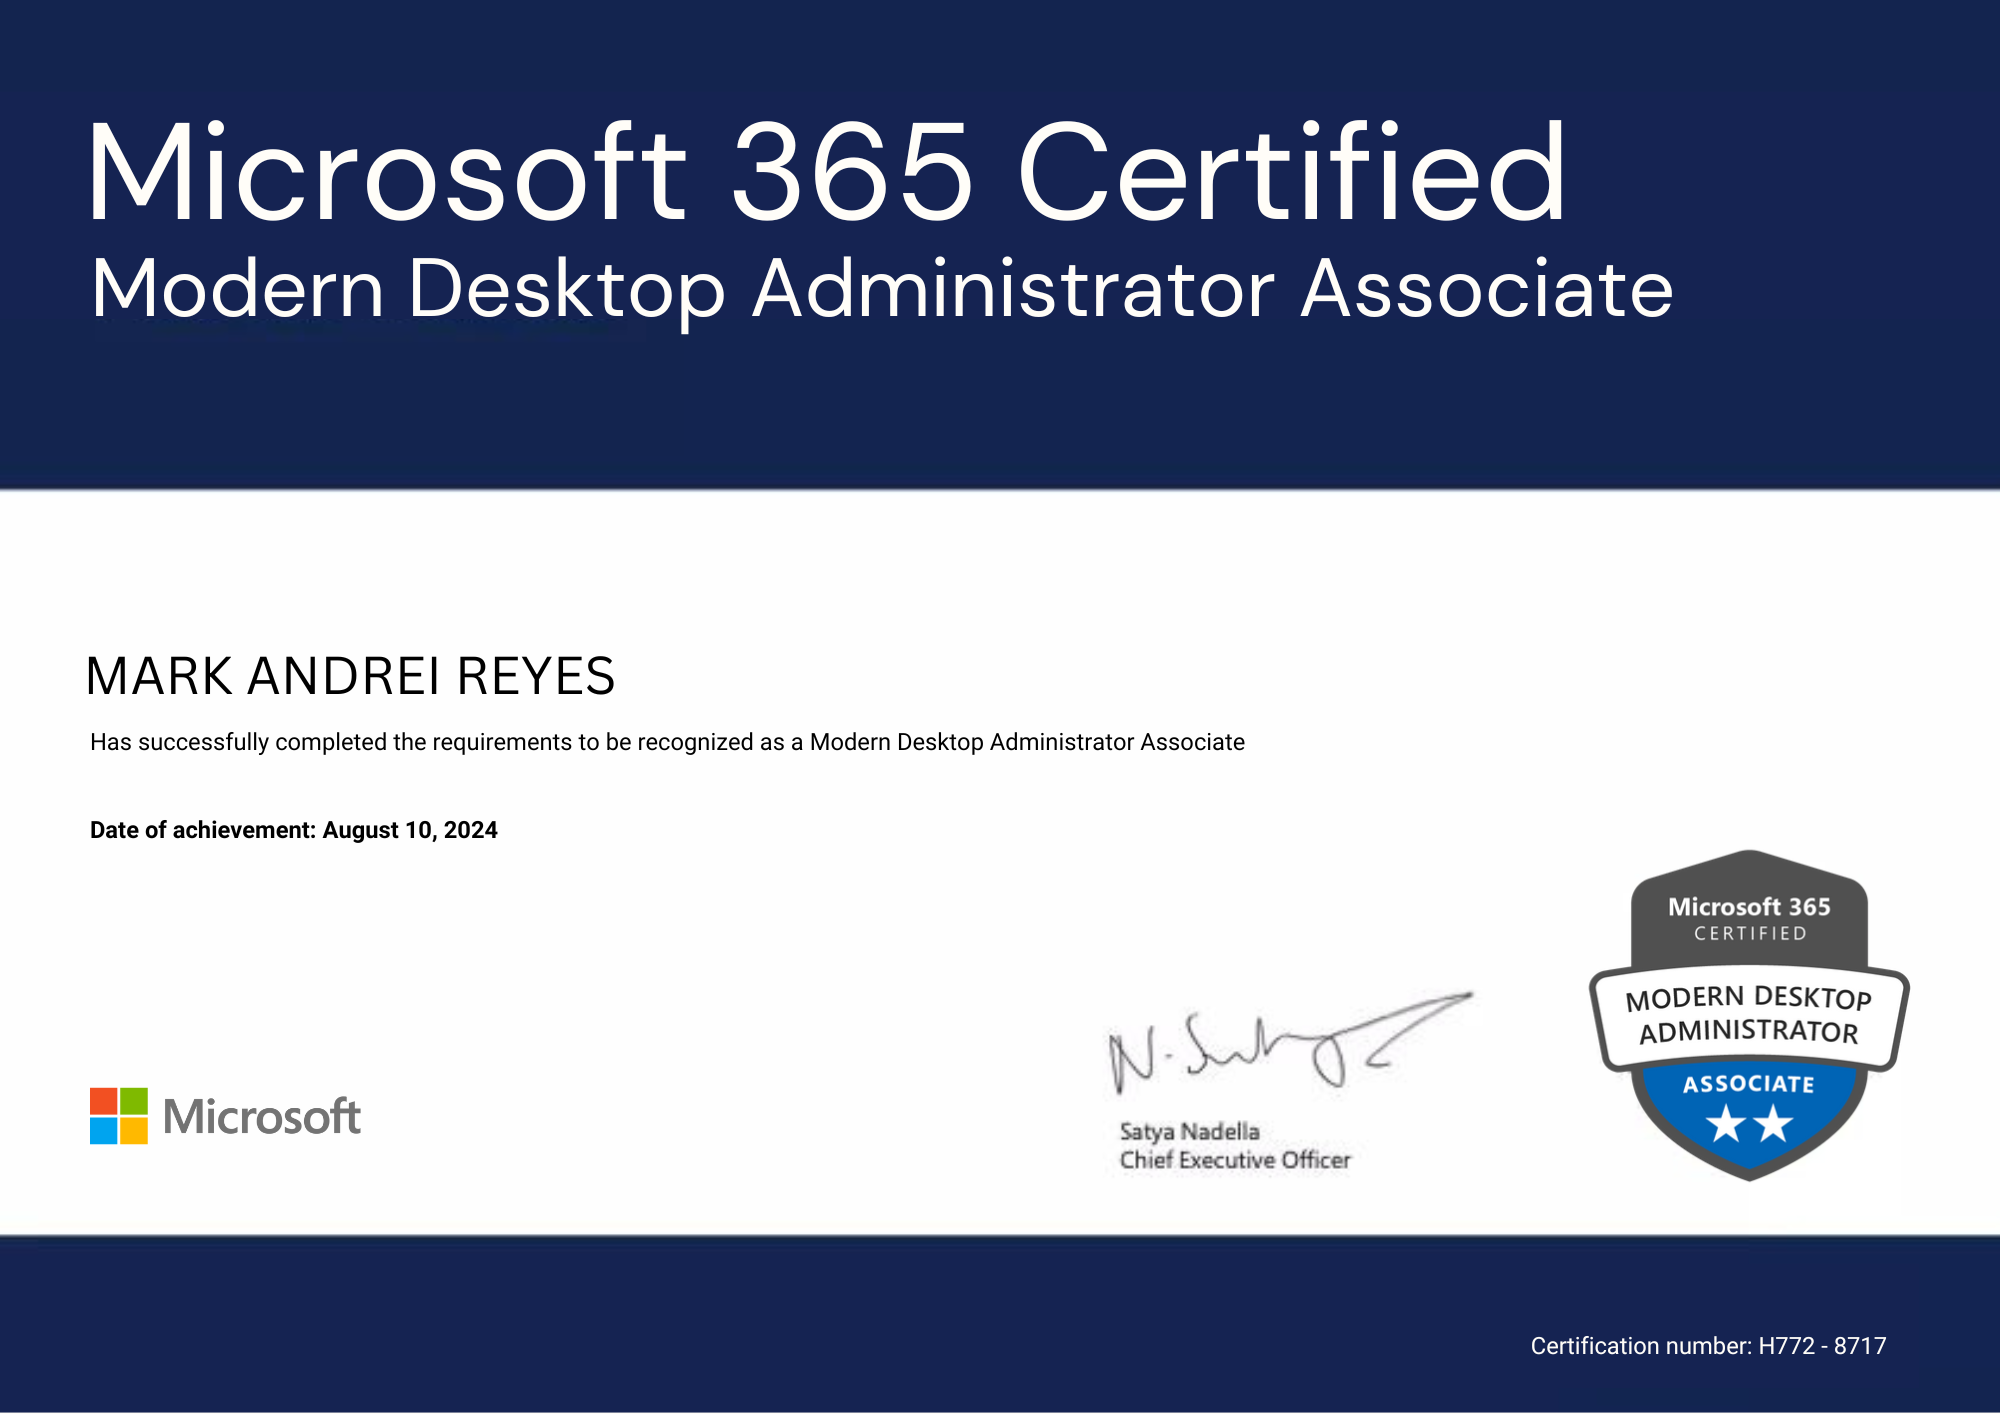 Microsoft 365 Certified
Modern Desktop Administrator Associate
MARK ANDREI REYES
Has successfully completed the requirements to be recognized as a Modern Desktop Administrator Associate
Date of achievement: August 10, 2024
Microsoft 365
CERTIFIED
MODERN DESKTOP
ADMINISTRATOR
ASSOCIATE
Microsoft
Satya Nadella
Chief Executive Officer
Certification number: H772 - 8717